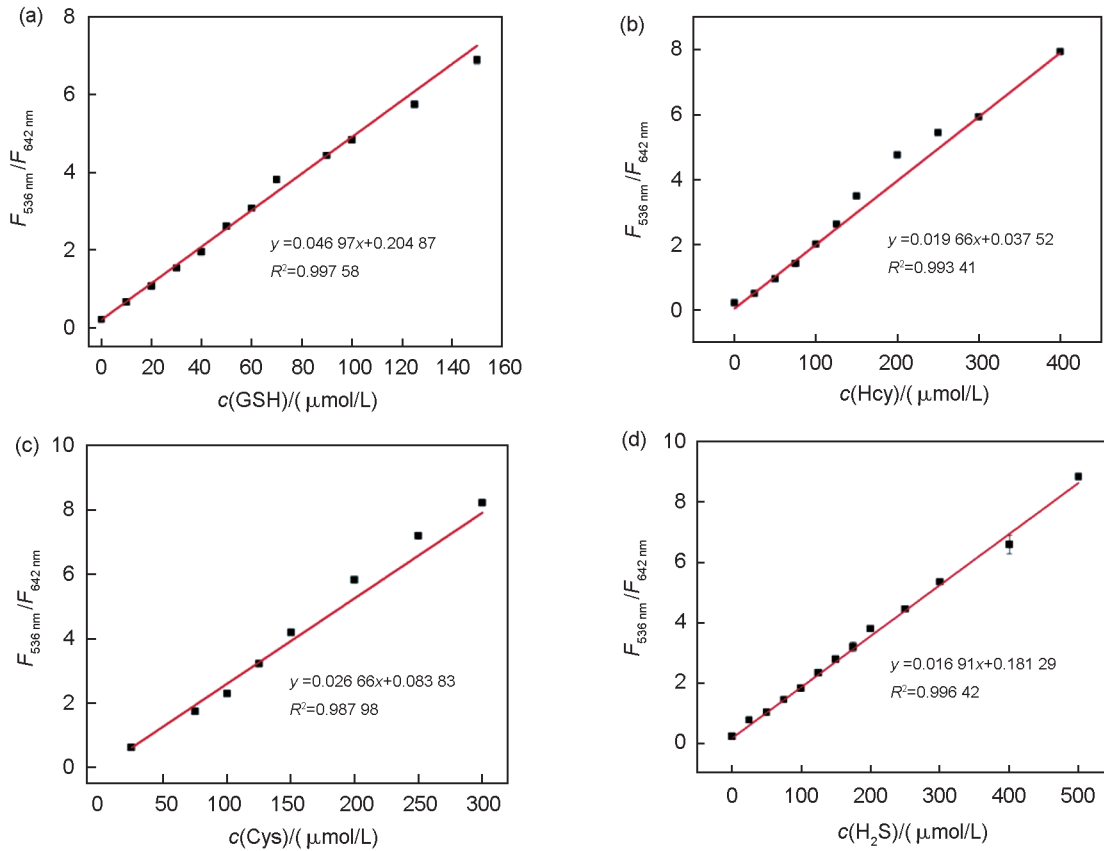 (a)
8
6
4
2
0
F536 nm/F642 nm
y =0.046 97x+0.204 87
R²=0.997 58
0 20 40 60 80 100 120 140 160
c(GSH)/( μmol/L)
(b)
8
6
4
2
0
F536 nm/F642 nm
y =0.019 66x+0.037 52
R²=0.993 41
0 100 200 300 400
c(Hcy)/( μmol/L)
(c)
10
8
6
4
2
0
F536 nm/F642 nm
y =0.026 66x+0.083 83
R²=0.987 98
0 50 100 150 200 250 300
c(Cys)/( μmol/L)
(d)
10
8
6
4
2
0
F536 nm/F642 nm
y =0.016 91x+0.181 29
R²=0.996 42
0 100 200 300 400 500
c(H₂S)/( μmol/L)